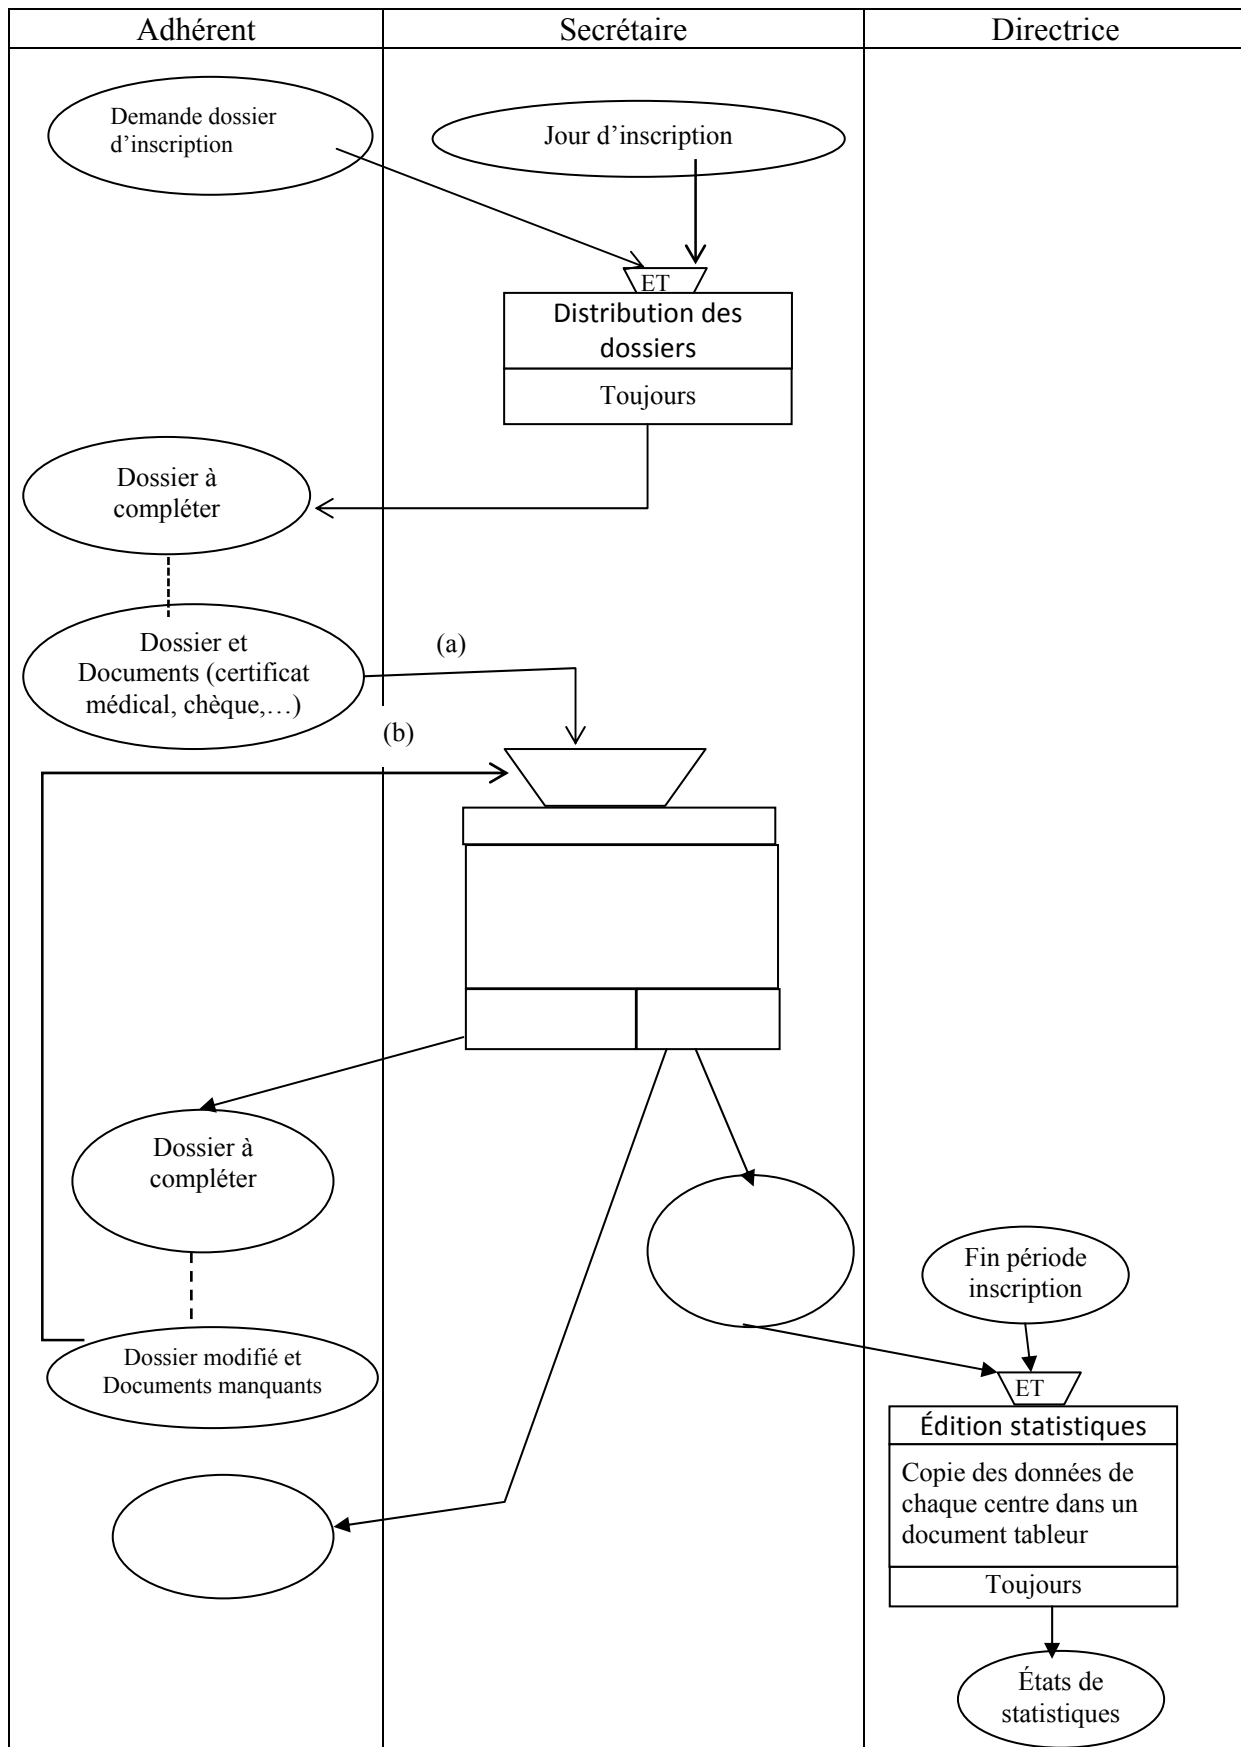 Adhérent
Secrétaire
Directrice
Demande dossier
d’inscription
Jour d’inscription
ET
Distribution des
dossiers
Toujours
Dossier à
compléter
Dossier et
Documents (certificat
médical, chèque,…)
(a)
(b)
Dossier à
compléter
Fin période
inscription
Dossier modifié et
Documents manquants
ET
Édition statistiques
Copie des données de
chaque centre dans un
document tableur
Toujours
États de
statistiques